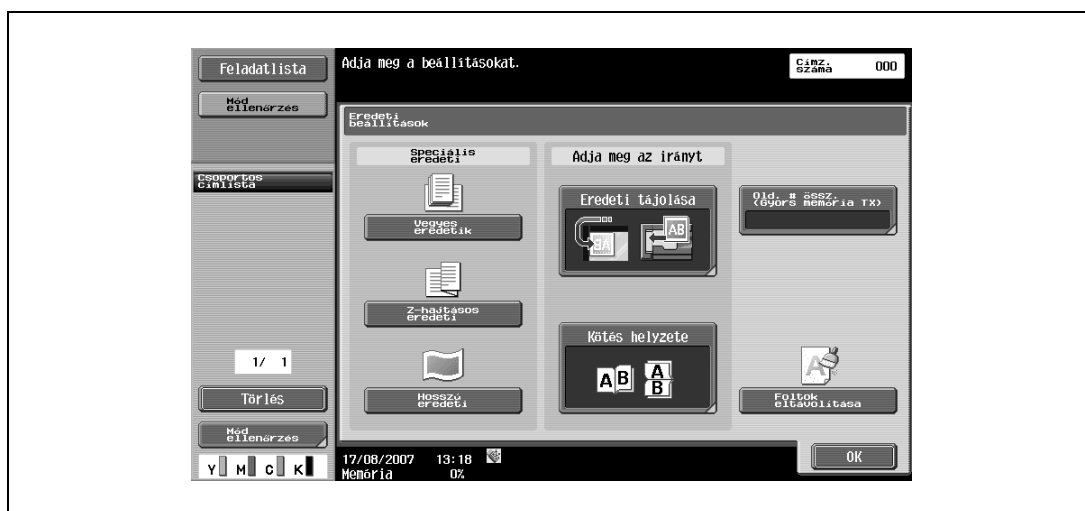 Feladatlista
Adja meg a beállításokat.
Címz.
száma
000
Mód
ellenőrzés
Eredeti
beállítások
Speciális
eredeti
Adja meg az irányt
Csoportos
címlista
Vegyes
eredetik
Eredeti tájolása
AB
AB
Old. # össz.
(Gyors memória TX)
Z-hajtásos
eredeti
Kötés helyzete
A B
A
B
1/ 1
Törlés
Hosszú
eredeti
A
Foltok
eltávolítása
Mód
ellenőrzés
Y M C K
17/08/2007 13:18
Memória 0%
OK